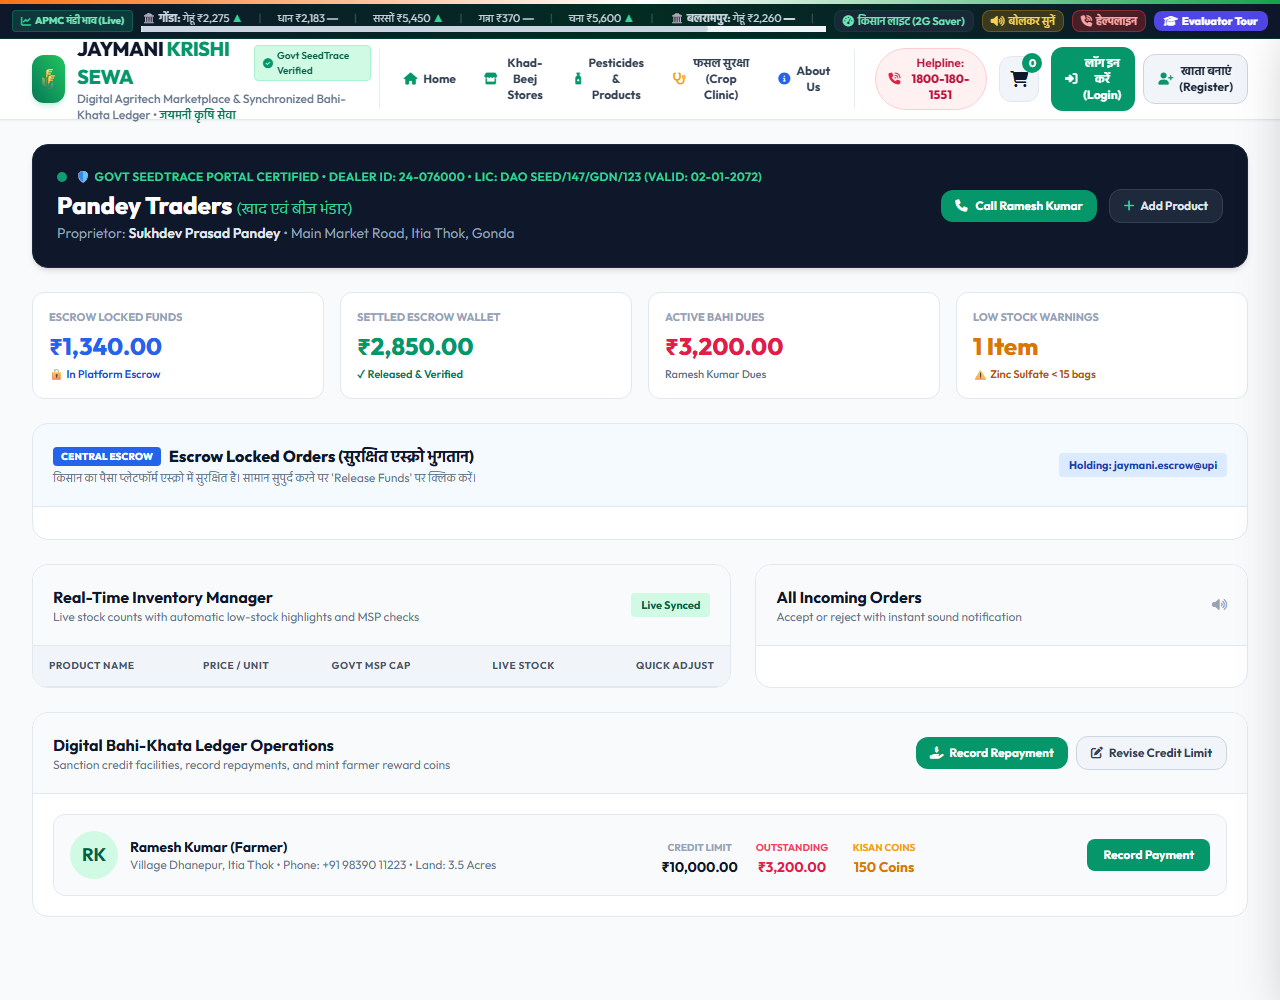 APMC मंडी भाव (Live)
गोंडा: गेहूं ₹2,275 ▲ | धान ₹2,183 — | सरसों ₹5,450 ▲ | गन्ना ₹370 — | चना ₹5,600 ▲ | बलरामपुर: गेहूं ₹2,260 — |
किसान लाइट (2G Saver)
बोलकर सुनें
हेल्पलाइन
Evaluator Tour
JAYMANI KRISHI
SEWA
Digital Agritech Marketplace & Synchronized Bahi-
Khata Ledger • जयमनी कृषि सेवा
Govt SeedTrace
Verified
Home
Khad-
Beej
Stores
Pesticides
&
Products
फसल सुरक्षा
(Crop
Clinic)
About
Us
Helpline:
1800-180-
1551
0
लॉग इन
करें
(Login)
खाता बनाएं
(Register)
GOVT SEEDTRACE PORTAL CERTIFIED • DEALER ID: 24-076000 • LIC: DAO SEED/147/GDN/123 (VALID: 02-01-2072)
Pandey Traders (खाद एवं बीज भंडार)
Proprietor: Sukhdev Prasad Pandey • Main Market Road, Itia Thok, Gonda
Call Ramesh Kumar
+ Add Product
ESCROW LOCKED FUNDS
₹1,340.00
In Platform Escrow
SETTLED ESCROW WALLET
₹2,850.00
✓ Released & Verified
ACTIVE BAHI DUES
₹3,200.00
Ramesh Kumar Dues
LOW STOCK WARNINGS
1 Item
Zinc Sulfate < 15 bags
CENTRAL ESCROW
Escrow Locked Orders (सुरक्षित एस्क्रो भुगतान)
किसान का पैसा प्लेटफॉर्म एस्क्रो में सुरक्षित है। सामान सुपुर्द करने पर 'Release Funds' पर क्लिक करें।
Holding: jaymani.escrow@upi
Real-Time Inventory Manager
Live stock counts with automatic low-stock highlights and MSP checks
Live Synced
PRODUCT NAME
PRICE / UNIT
GOVT MSP CAP
LIVE STOCK
QUICK ADJUST
All Incoming Orders
Accept or reject with instant sound notification
Digital Bahi-Khata Ledger Operations
Sanction credit facilities, record repayments, and mint farmer reward coins
Record Repayment
Revise Credit Limit
RK
Ramesh Kumar (Farmer)
Village Dhanepur, Itia Thok • Phone: +91 98390 11223 • Land: 3.5 Acres
CREDIT LIMIT
₹10,000.00
OUTSTANDING
₹3,200.00
KISAN COINS
150 Coins
Record Payment